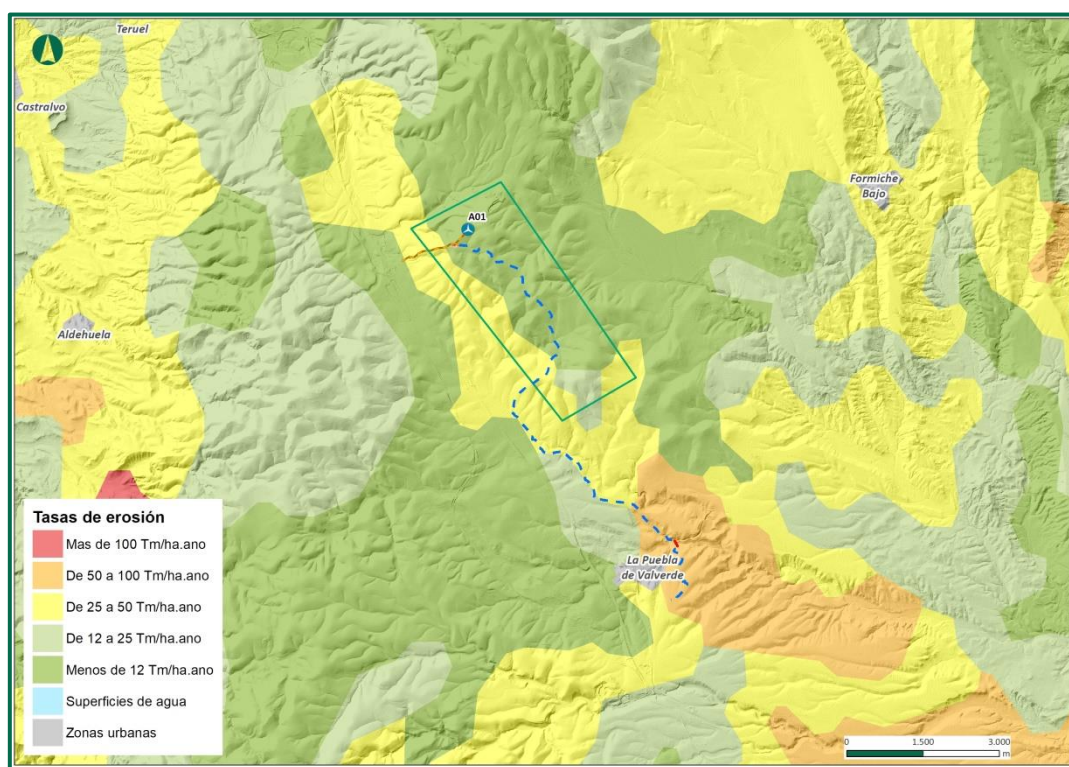 Teruel
Castralvo
Formiche
Bajo
A01
Aldehuela
La Puebla
de Valverde
Tasas de erosión
Mas de 100 Tm/ha.ano
De 50 a 100 Tm/ha.ano
De 25 a 50 Tm/ha.ano
De 12 a 25 Tm/ha.ano
Menos de 12 Tm/ha.ano
Superficies de agua
Zonas urbanas
0 1.500 3.000
m